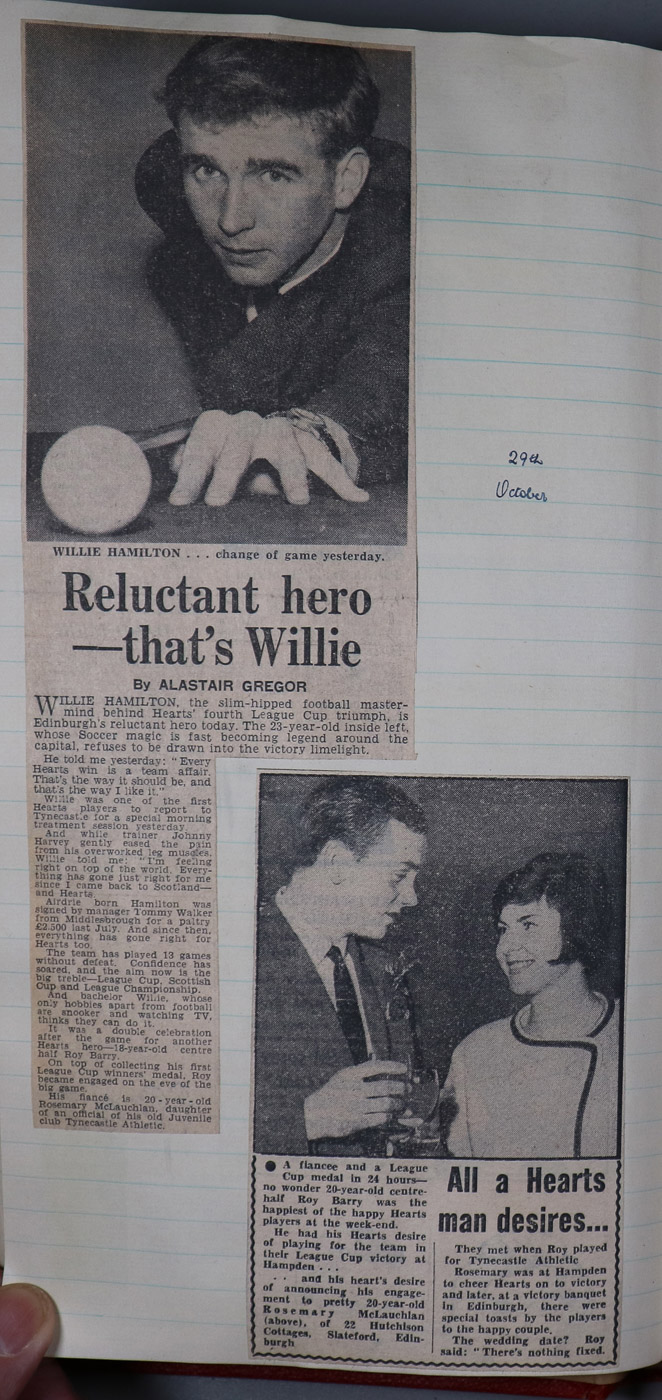 WILLIE HAMILTON . . . change of game yesterday.
Reluctant hero
—that's Willie
By ALASTAIR GREGOR
WILLIE HAMILTON, the slim-hipped football master-
mind behind Hearts' fourth League Cup triumph, is
Edinburgh's reluctant hero today. The 23-year-old inside left,
whose Soccer magic is fast becoming legend around the
capital, refuses to be drawn into the victory limelight.
He told me yesterday: "Every
Hearts win is a team affair.
That's the way it should be, and
that's the way I like it."
Willie was one of the first
Hearts players to report to
Tynecastle for a special morning
treatment session yesterday.
And while trainer Johnny
Harvey gently eased the pain
from his overworked leg muscles,
Willie told me: "I'm feeling
right on top of the world. Every-
thing has gone just right for me
since I came back to Scotland—
and Hearts.
Airdrie born Hamilton was
signed by manager Tommy Walker
from Middlesbrough for a paltry
£2,500 last July. And since then,
everything has gone right for
Hearts too.
The team has played 13 games
without defeat. Confidence has
soared, and the aim now is the
big treble—League Cup, Scottish
Cup and League Championship.
And bachelor Willie, whose
only hobbies apart from football
are snooker and watching TV,
thinks they can do it.
It was a double celebration
after the game for another
Hearts hero—18-year-old centre
half Roy Barry.
On top of collecting his first
League Cup winners' medal, Roy
became engaged on the eve of the
big game.
His fiancé is 20-year-old
Rosemary McLauchlan, daughter
of an official of his old Juvenile
club Tynecastle Athletic.
29th
October
● A fiancee and a League
Cup medal in 24 hours—
no wonder 20-year-old centre-
half Roy Barry was the
happiest of the happy Hearts
players at the week-end.
He had his Hearts desire
of playing for the team in
their League Cup victory at
Hampden . . .
. . and his heart's desire
of announcing his engage-
ment to pretty 20-year-old
Rosemary McLauchlan
(above), of 22 Hutchison
Cottages, Slateford, Edin-
burgh
All a Hearts
man desires...
They met when Roy played
for Tynecastle Athletic
Rosemary was at Hampden
to cheer Hearts on to victory
and later, at a victory banquet
in Edinburgh, there were
special toasts by the players
to the happy couple.
The wedding date? Roy
said: "There's nothing fixed.